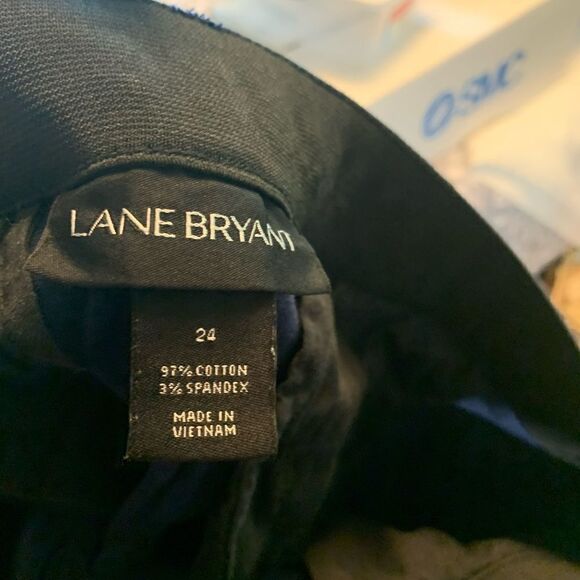 LANE BRYANT
24
97% COTTON
3% SPANDEX
MADE IN
VIETNAM